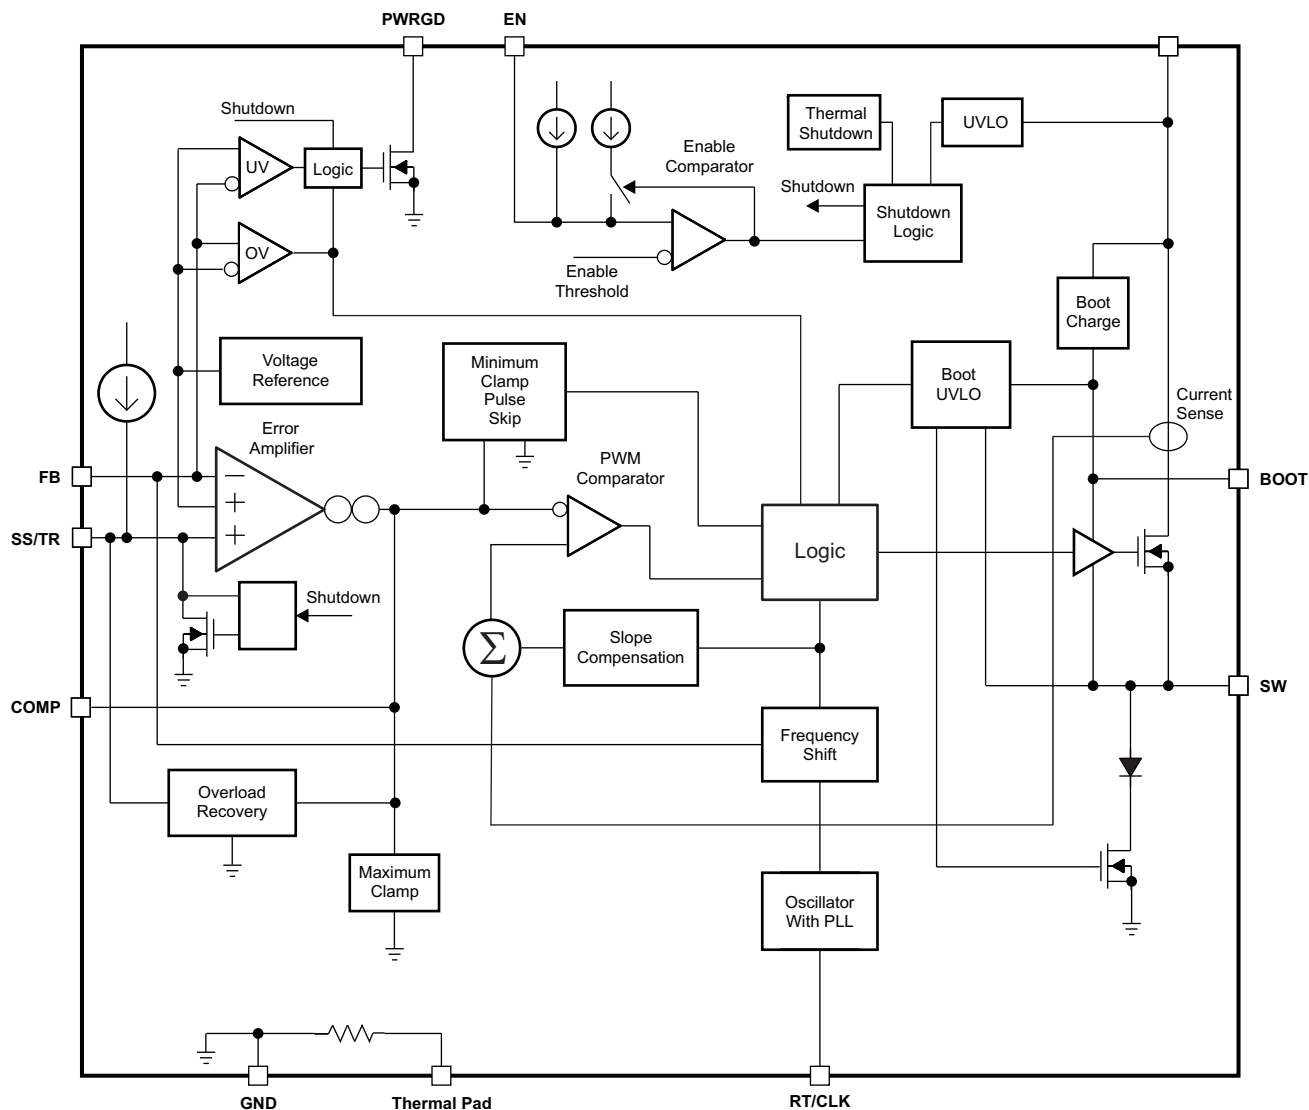 PWRGD
EN
Shutdown
UV
Logic
OV
Enable
Comparator
Enable
Threshold
Thermal
Shutdown
UVLO
Shutdown
Shutdown
Logic
Boot
Charge
Voltage
Reference
Minimum
Clamp
Pulse
Skip
Boot
UVLO
Current
Sense
Error
Amplifier
PWM
Comparator
FB
−
+
+
SS/TR
BOOT
Logic
Shutdown
Σ
Slope
Compensation
SW
COMP
Frequency
Shift
Overload
Recovery
Maximum
Clamp
Oscillator
With PLL
GND
Thermal Pad
RT/CLK